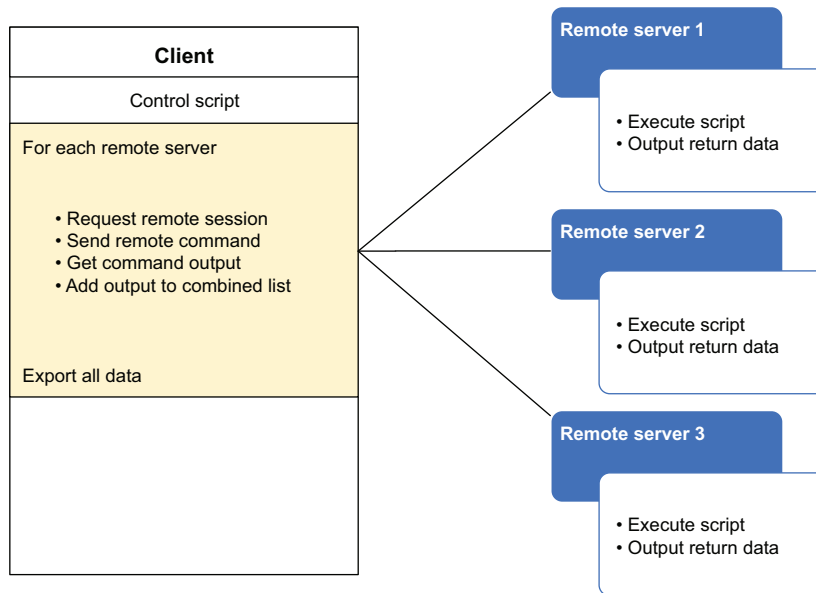 Client
Control script
For each remote server
• Request remote session
• Send remote command
• Get command output
• Add output to combined list
Export all data
Remote server 1
• Execute script
• Output return data
Remote server 2
• Execute script
• Output return data
Remote server 3
• Execute script
• Output return data